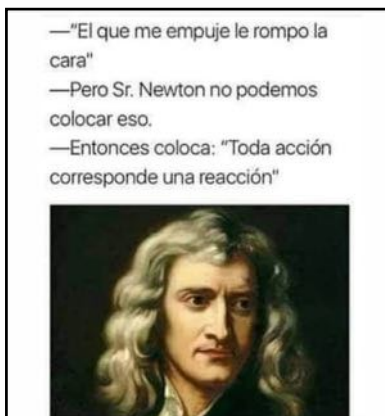 —"El que me empuje le rompo la
cara"
—Pero Sr. Newton no podemos
colocar eso.
—Entonces coloca: “Toda acción
corresponde una reacción"